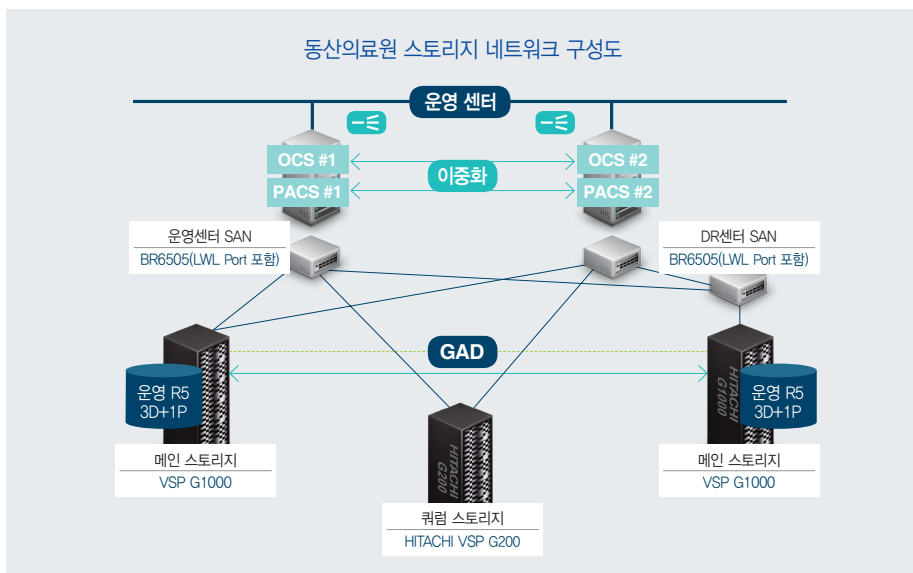 동산의료원 스토리지 네트워크 구성도
운영 센터
OCS #1
OCS #2
이중화
PACS #1
PACS #2
운영센터 SAN
BR6505(LWL Port 포함)
DR센터 SAN
BR6505(LWL Port 포함)
GAD
운영 R5
3D+1P
HITACHI
G1000
운영 R5
3D+1P
메인 스토리지
VSP G1000
HITACHI
G200
메인 스토리지
VSP G1000
쿼럼 스토리지
HITACHI VSP G200